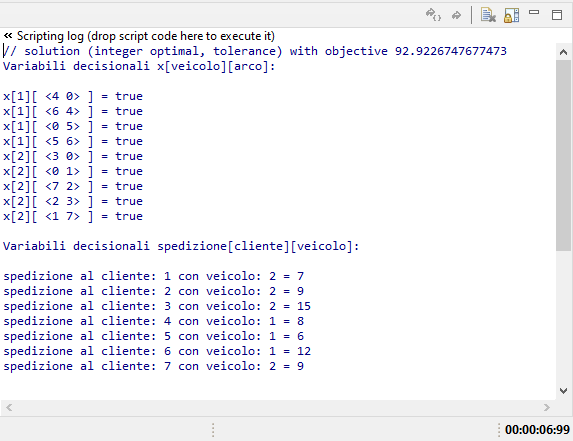 « Scripting log (drop script code here to execute it)
// solution (integer optimal, tolerance) with objective 92.9226747677473
Variabili decisionali x[veicolo][arco]:
x[1][ <4 0> ] = true
x[1][ <6 4> ] = true
x[1][ <0 5> ] = true
x[1][ <5 6> ] = true
x[2][ <3 0> ] = true
x[2][ <0 1> ] = true
x[2][ <7 2> ] = true
x[2][ <2 3> ] = true
x[2][ <1 7> ] = true
Variabili decisionali spedizione[cliente][veicolo]:
spedizione al cliente: 1 con veicolo: 2 = 7
spedizione al cliente: 2 con veicolo: 2 = 9
spedizione al cliente: 3 con veicolo: 2 = 15
spedizione al cliente: 4 con veicolo: 1 = 8
spedizione al cliente: 5 con veicolo: 1 = 6
spedizione al cliente: 6 con veicolo: 1 = 12
spedizione al cliente: 7 con veicolo: 2 = 9
00:00:06:99